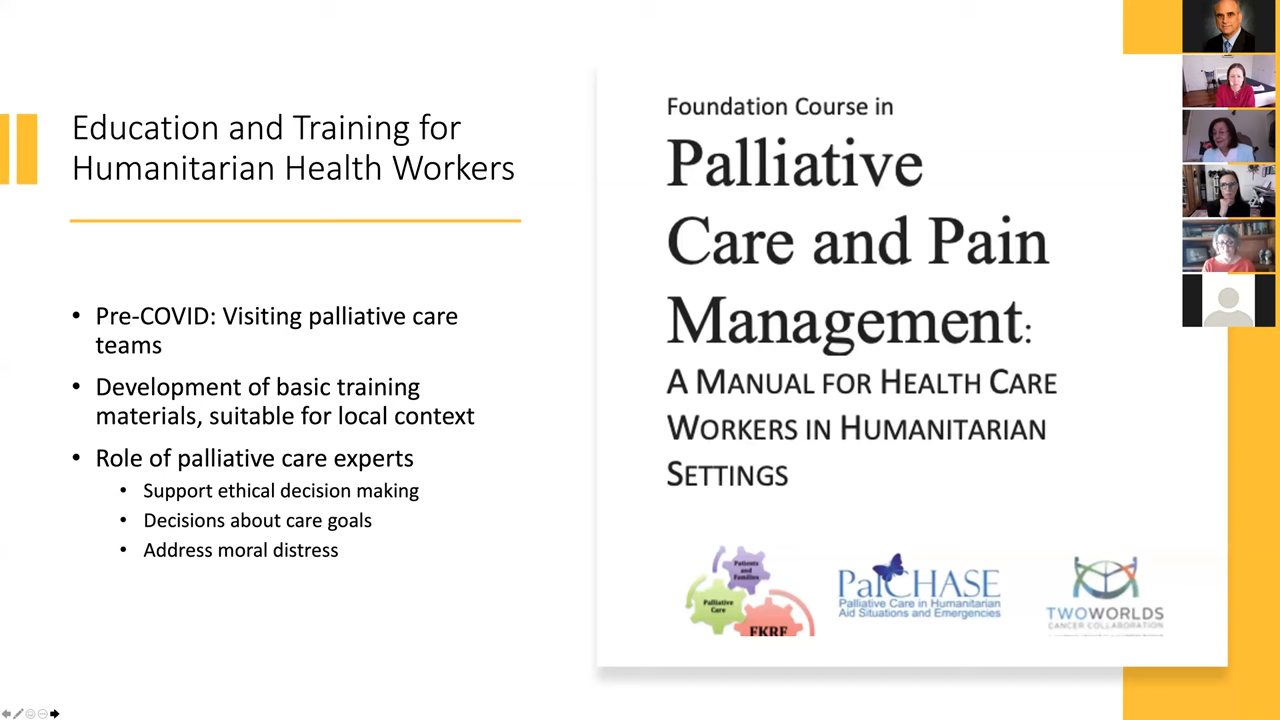 Education and Training for
Humanitarian Health Workers
• Pre-COVID: Visiting palliative care
teams
• Development of basic training
materials, suitable for local context
• Role of palliative care experts
• Support ethical decision making
• Decisions about care goals
• Address moral distress
Foundation Course in
Palliative
Care and Pain
Management:
A MANUAL FOR HEALTH CARE
WORKERS IN HUMANITARIAN
SETTINGS
Patients
and
Families
Palliative
Care
FKRF
PalCHASE
Palliative Care in Humanitarian
Aid Situations and Emergencies
TWOWORLDS
CANCER COLLABORATION